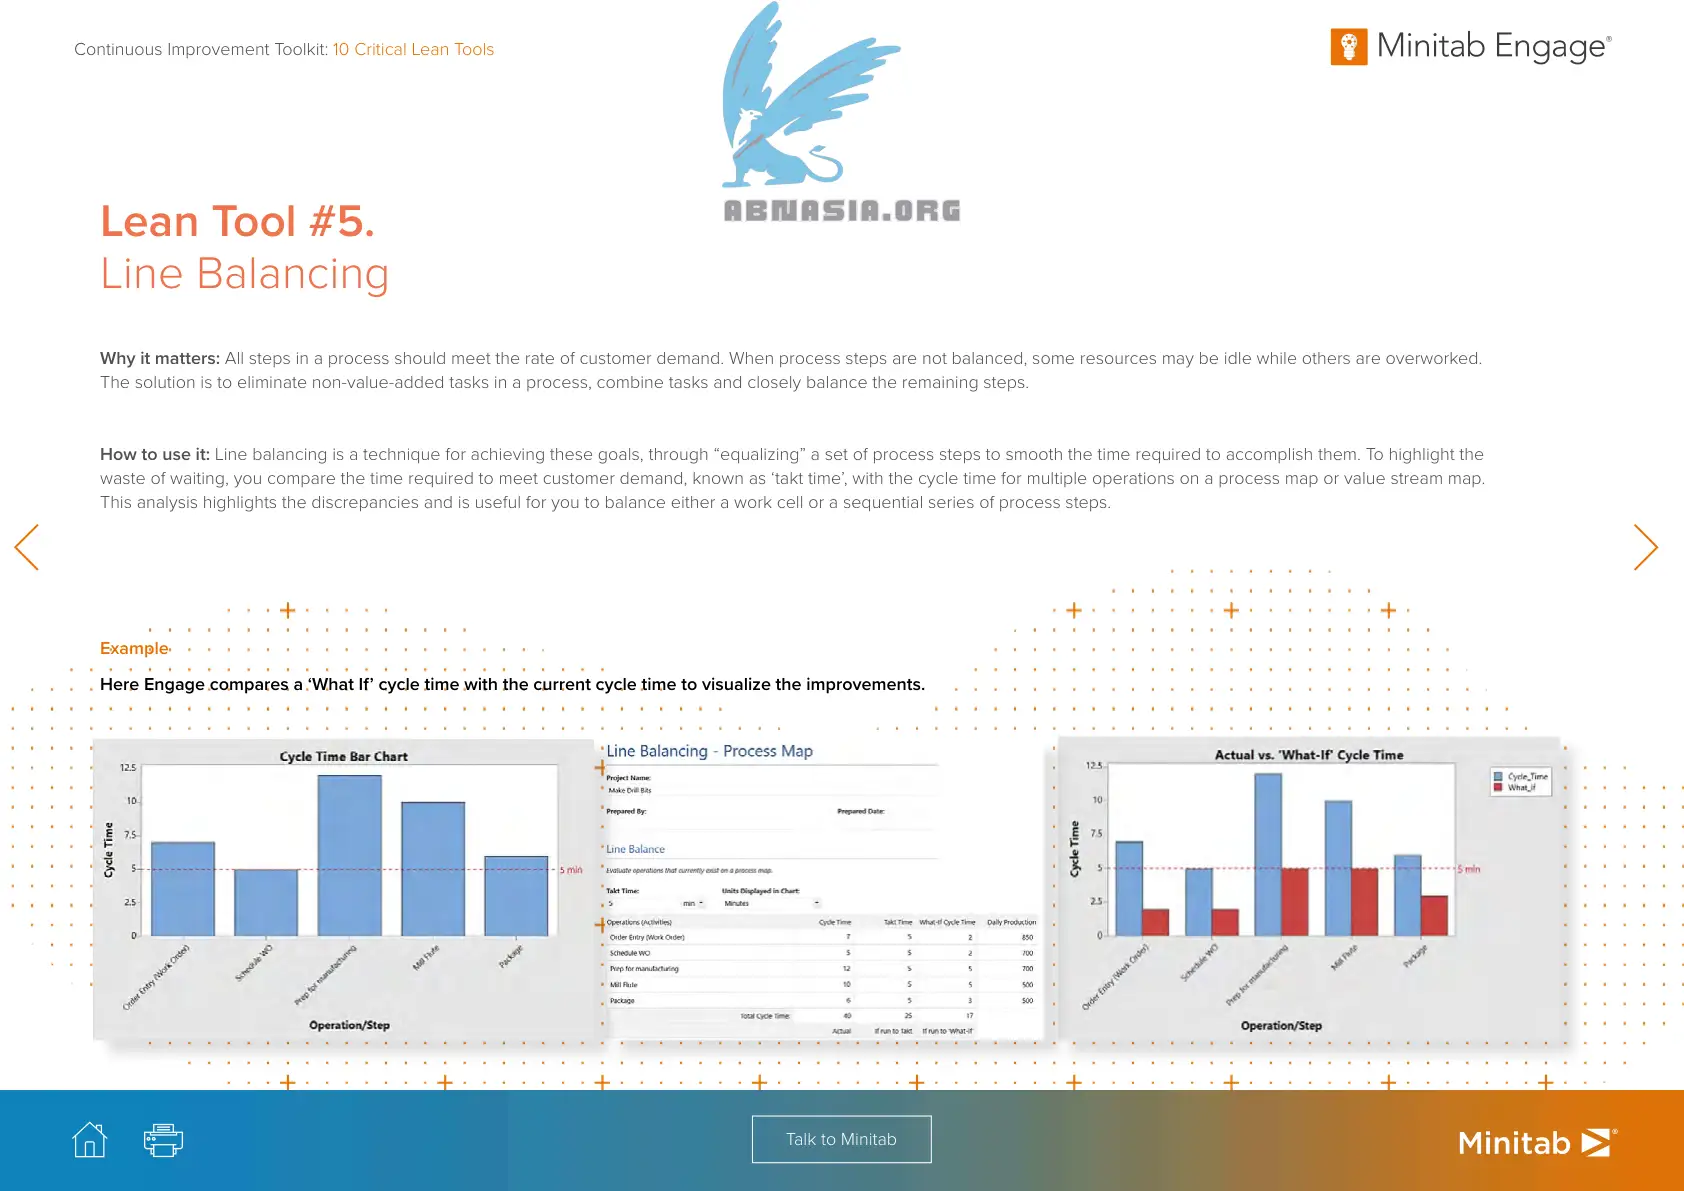 Continuous Improvement Toolkit: 10 Critical Lean Tools
Minitab Engage®
ABNASIA.ORG
Lean Tool #5.
Line Balancing
Why it matters: All steps in a process should meet the rate of customer demand. When process steps are not balanced, some resources may be idle while others are overworked.
The solution is to eliminate non-value-added tasks in a process, combine tasks and closely balance the remaining steps.
How to use it: Line balancing is a technique for achieving these goals, through “equalizing” a set of process steps to smooth the time required to accomplish them. To highlight the
waste of waiting, you compare the time required to meet customer demand, known as ‘takt time’, with the cycle time for multiple operations on a process map or value stream map.
This analysis highlights the discrepancies and is useful for you to balance either a work cell or a sequential series of process steps.
Example
Here Engage compares a ‘What If’ cycle time with the current cycle time to visualize the improvements.
Cycle Time Bar Chart
12.5
10
7.5
5
2.5
0
Cycle Time
5 min
Order Entry (Work Order)
Schedule WO
Prep for manufacturing
Mill Flute
Package
Operation/Step
Line Balancing - Process Map
Project Name:
Make Drill Bits
Prepared By: Prepared Date:
Line Balance
Evaluate operations that currently exist on a process map.
Takt Time: Units Displayed in Chart:
5 min Minutes
Operations (Activities) Cycle Time Takt Time What-If Cycle Time Daily Production
Order Entry (Work Order) 7 5 2 850
Schedule WO 5 5 2 700
Prep for manufacturing 12 5 5 700
Mill Flute 10 5 5 500
Package 6 5 3 500
Total Cycle Time: 40 25 17
Actual If run to Takt If run to 'What-if'
Actual vs. 'What-If' Cycle Time
12.5
10
7.5
5
2.5
0
Cycle Time
5 min
Cycle_Time
What_if
Order Entry (Work Order)
Schedule WO
Prep for manufacturing
Mill Flute
Package
Operation/Step
Talk to Minitab
Minitab®